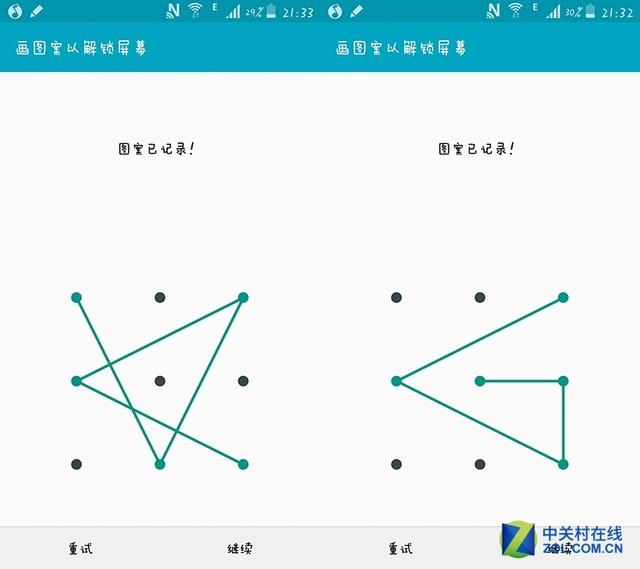 E 29% 21:33
画图案以解锁屏幕
图案已记录!
重试 继续
E 30% 21:32
画图案以解锁屏幕
图案已记录!
重试 继续
中关村在线
ZOL.COM.CN